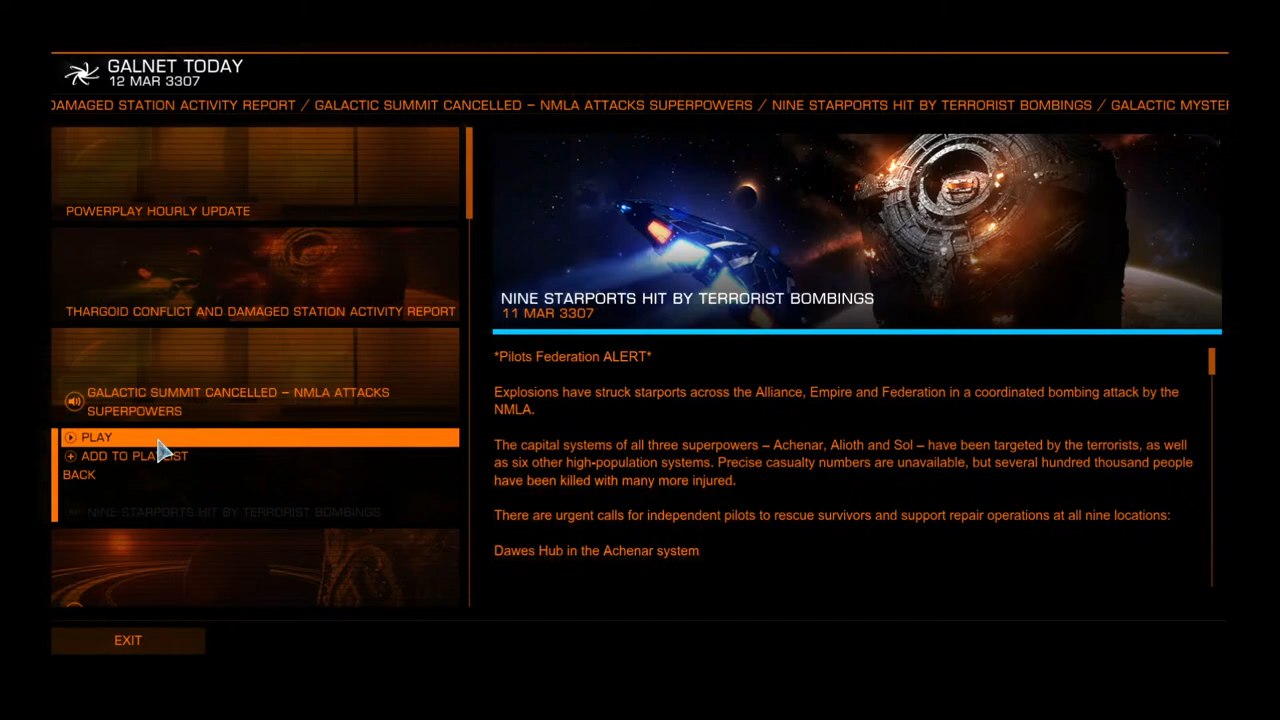 GALNET TODAY
12 MAR 3307
DAMAGED STATION ACTIVITY REPORT / GALACTIC SUMMIT CANCELLED – NMLA ATTACKS SUPERPOWERS / NINE STARPORTS HIT BY TERRORIST BOMBINGS / GALACTIC
POWERPLAY HOURLY UPDATE
THARGOID CONFLICT AND DAMAGED STATION ACTIVITY REPORT
GALACTIC SUMMIT CANCELLED – NMLA ATTACKS
SUPERPOWERS
PLAY
ADD TO PLAYLIST
BACK
NINE STARPORTS HIT BY TERRORIST BOMBINGS
EXIT
NINE STARPORTS HIT BY TERRORIST BOMBINGS
11 MAR 3307
*Pilots Federation ALERT*
Explosions have struck starports across the Alliance, Empire and Federation in a coordinated bombing attack by the
NMLA.
The capital systems of all three superpowers – Achenar, Alioth and Sol – have been targeted by the terrorists, as well
as six other high-population systems. Precise casualty numbers are unavailable, but several hundred thousand people
have been killed with many more injured.
There are urgent calls for independent pilots to rescue survivors and support repair operations at all nine locations:
Dawes Hub in the Achenar system